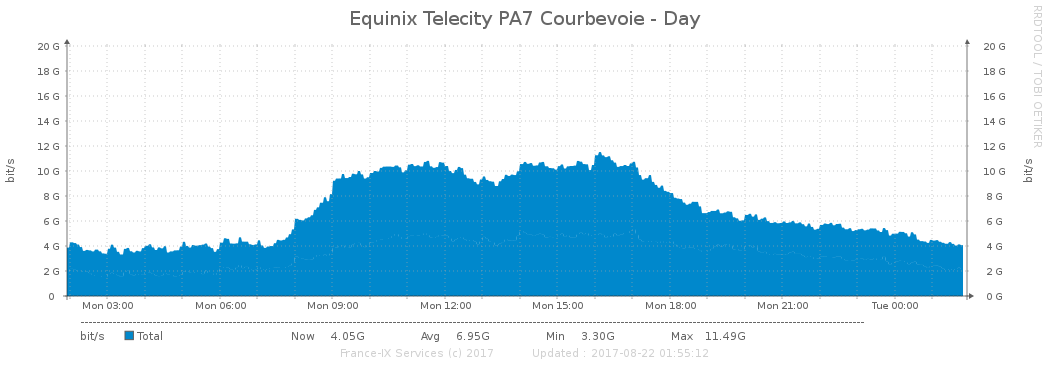 Equinix Telecity PA7 Courbevoie - Day
RRDTOOL / TOBI OETIKER
bit/s
bit/s
20 G 20 G
18 G 18 G
16 G 16 G
14 G 14 G
12 G 12 G
10 G 10 G
8 G 8 G
6 G 6 G
4 G 4 G
2 G 2 G
0 0 G
Mon 03:00 Mon 06:00 Mon 09:00 Mon 12:00 Mon 15:00 Mon 18:00 Mon 21:00 Tue 00:00
bit/s Total Now 4.05G Avg 6.95G Min 3.30G Max 11.49G
France-IX Services (c) 2017 Updated : 2017-08-22 01:55:12